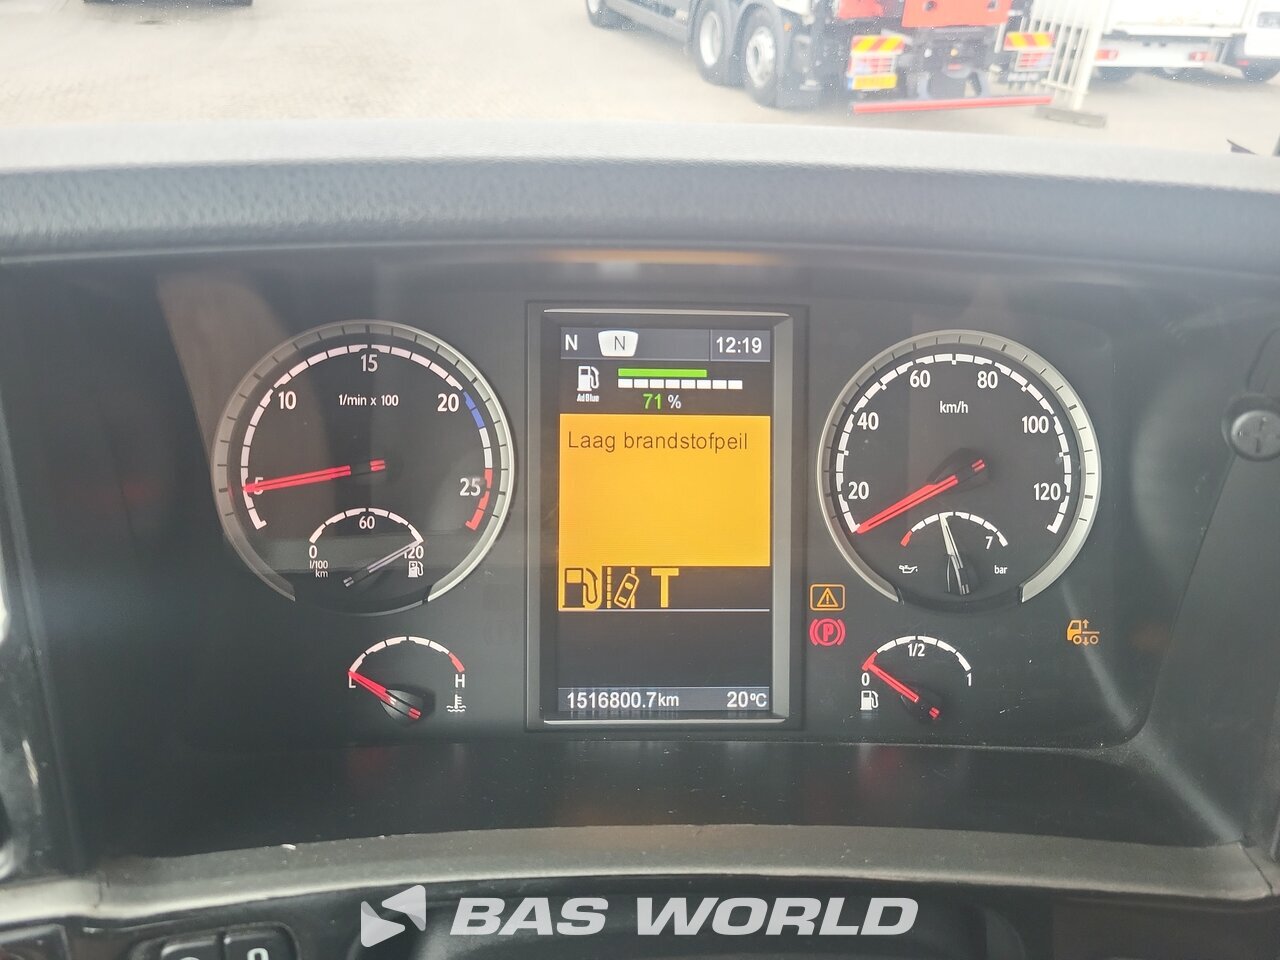 N N 12:19
AdBlue
71 %
Laag brandstofpeil
T
1516800.7km 20°C
5 10 15 20 25
1/min x 100
0 60 120
l/100
km
L H
20 40 60 80 100 120
km/h
7
bar
P
0 1/2 1
BAS WORLD